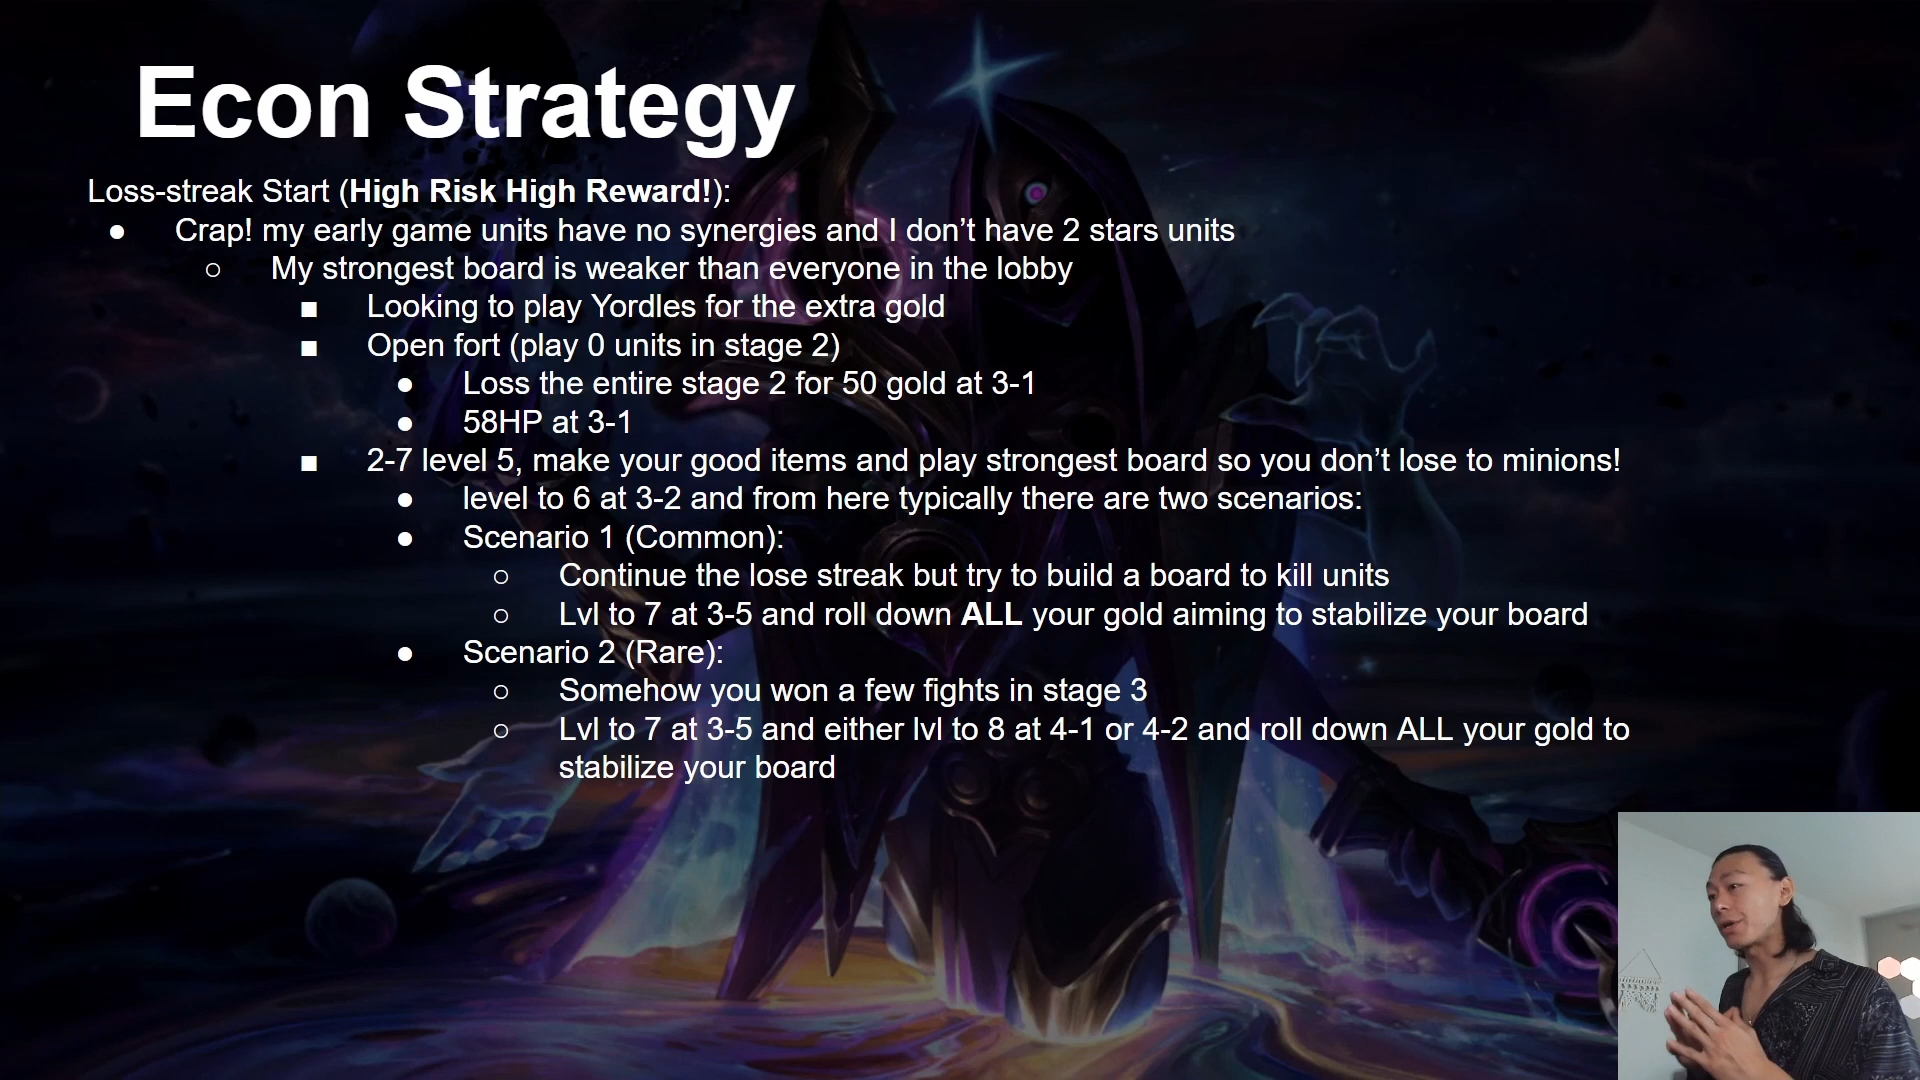 Econ Strategy
Loss-streak Start (High Risk High Reward!):
● Crap! my early game units have no synergies and I don’t have 2 stars units
○ My strongest board is weaker than everyone in the lobby
■ Looking to play Yordles for the extra gold
■ Open fort (play 0 units in stage 2)
● Loss the entire stage 2 for 50 gold at 3-1
● 58HP at 3-1
■ 2-7 level 5, make your good items and play strongest board so you don’t lose to minions!
● level to 6 at 3-2 and from here typically there are two scenarios:
● Scenario 1 (Common):
○ Continue the lose streak but try to build a board to kill units
○ Lvl to 7 at 3-5 and roll down ALL your gold aiming to stabilize your board
● Scenario 2 (Rare):
○ Somehow you won a few fights in stage 3
○ Lvl to 7 at 3-5 and either lvl to 8 at 4-1 or 4-2 and roll down ALL your gold to
stabilize your board